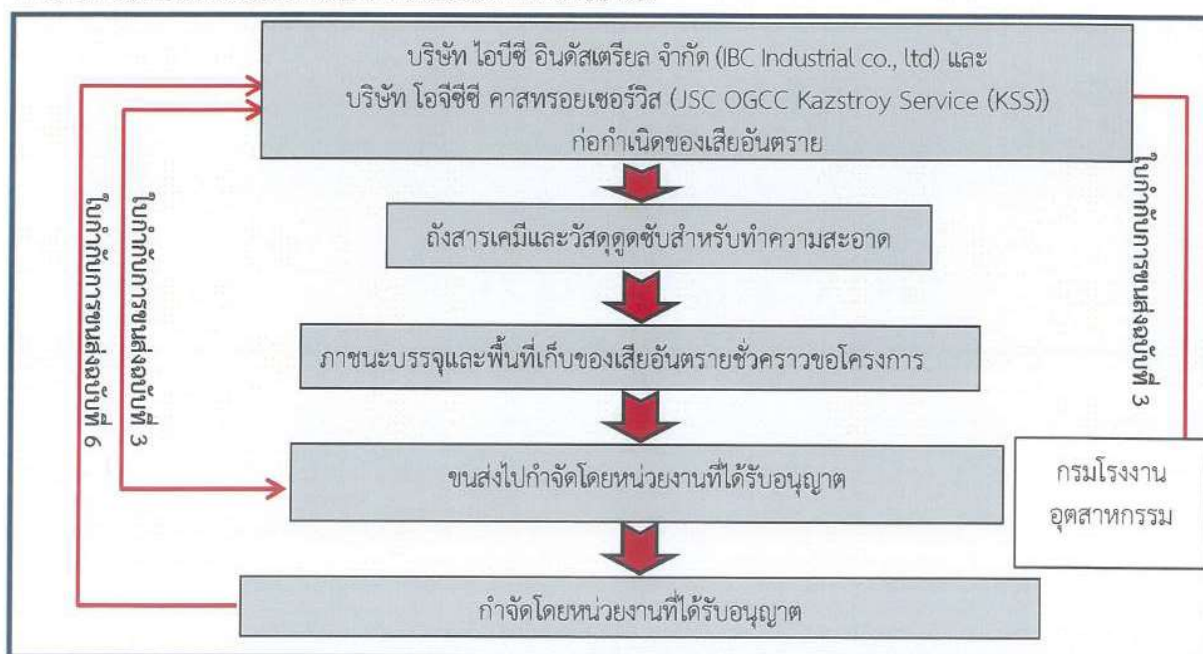 บริษัท ไอบีซี อินดัสเตรียล จำกัด (IBC Industrial co., ltd) และ
บริษัท โอจีซีซี คาสทรอยเซอร์วิส (JSC OGCC Kazstroy Service (KSS))
ก่อกำเนิดของเสียอันตราย
ถังสารเคมีและวัสดุดูดซับสำหรับทำความสะอาด
ภาชนะบรรจุและพื้นที่เก็บของเสียอันตรายชั่วคราวขอโครงการ
ขนส่งไปกำจัดโดยหน่วยงานที่ได้รับอนุญาต
กำจัดโดยหน่วยงานที่ได้รับอนุญาต
ใบกำกับการขนส่งฉบับที่ 6
ใบกำกับการขนส่งฉบับที่ 3
ใบกำกับการขนส่งฉบับที่ 3
กรมโรงงาน
อุตสาหกรรม